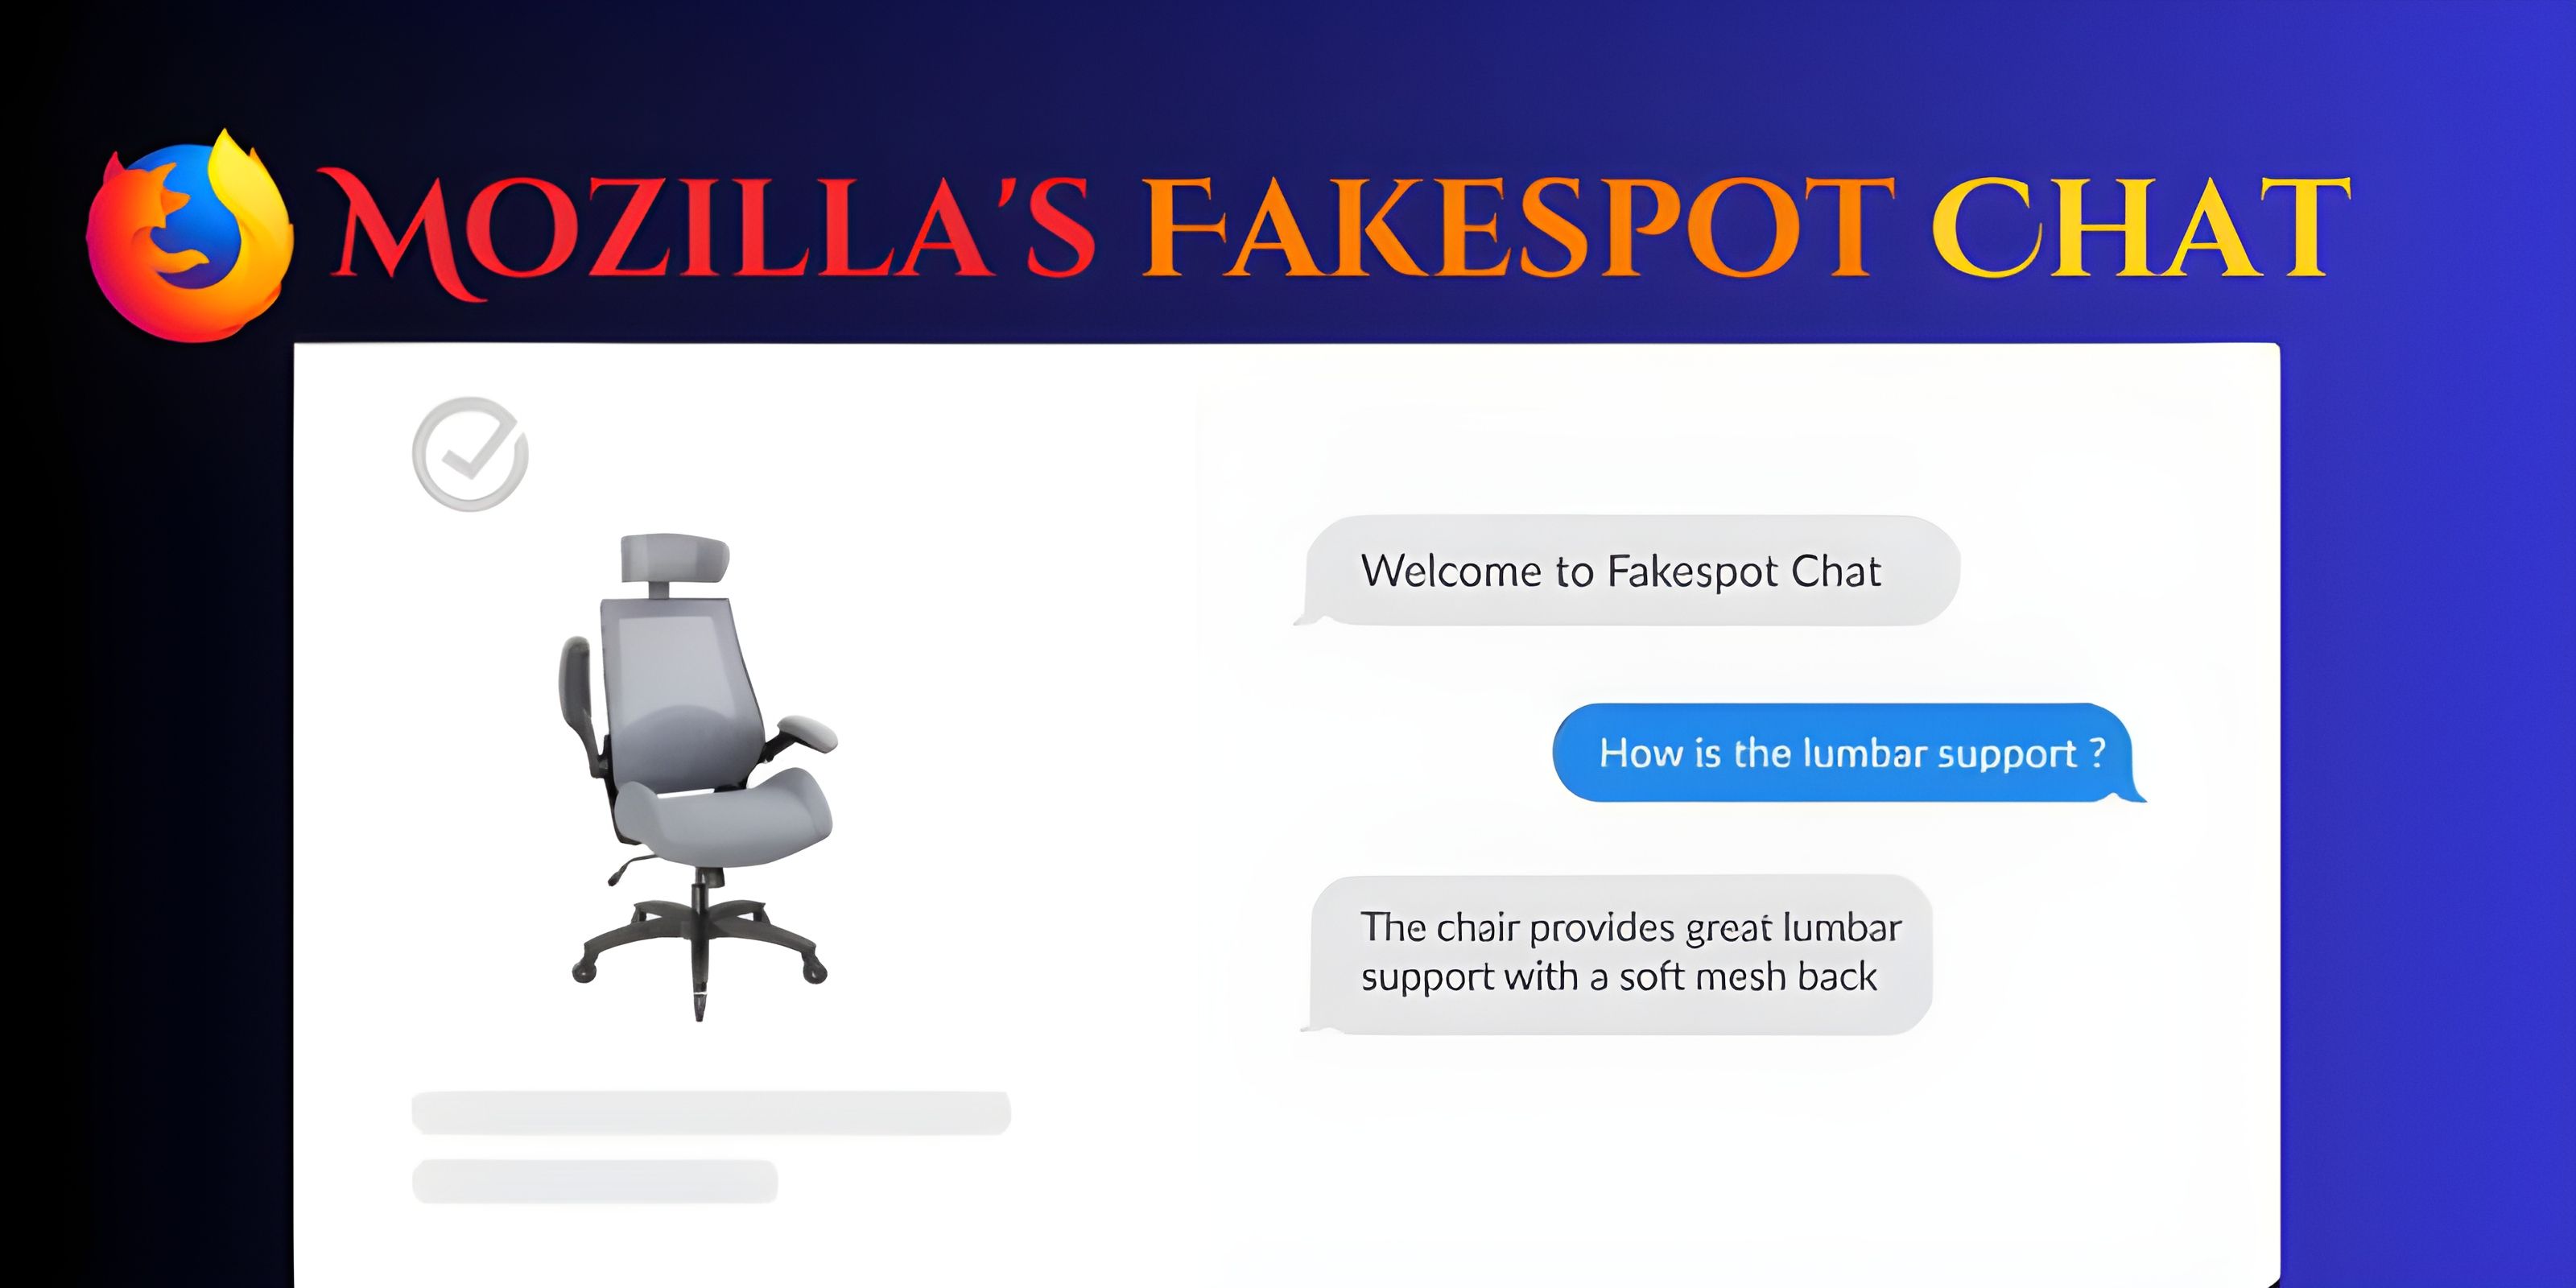 MOZILLA'S FAKESPOT CHAT
Welcome to Fakespot Chat
How is the lumbar support ?
The chair provides great lumbar
support with a soft mesh back